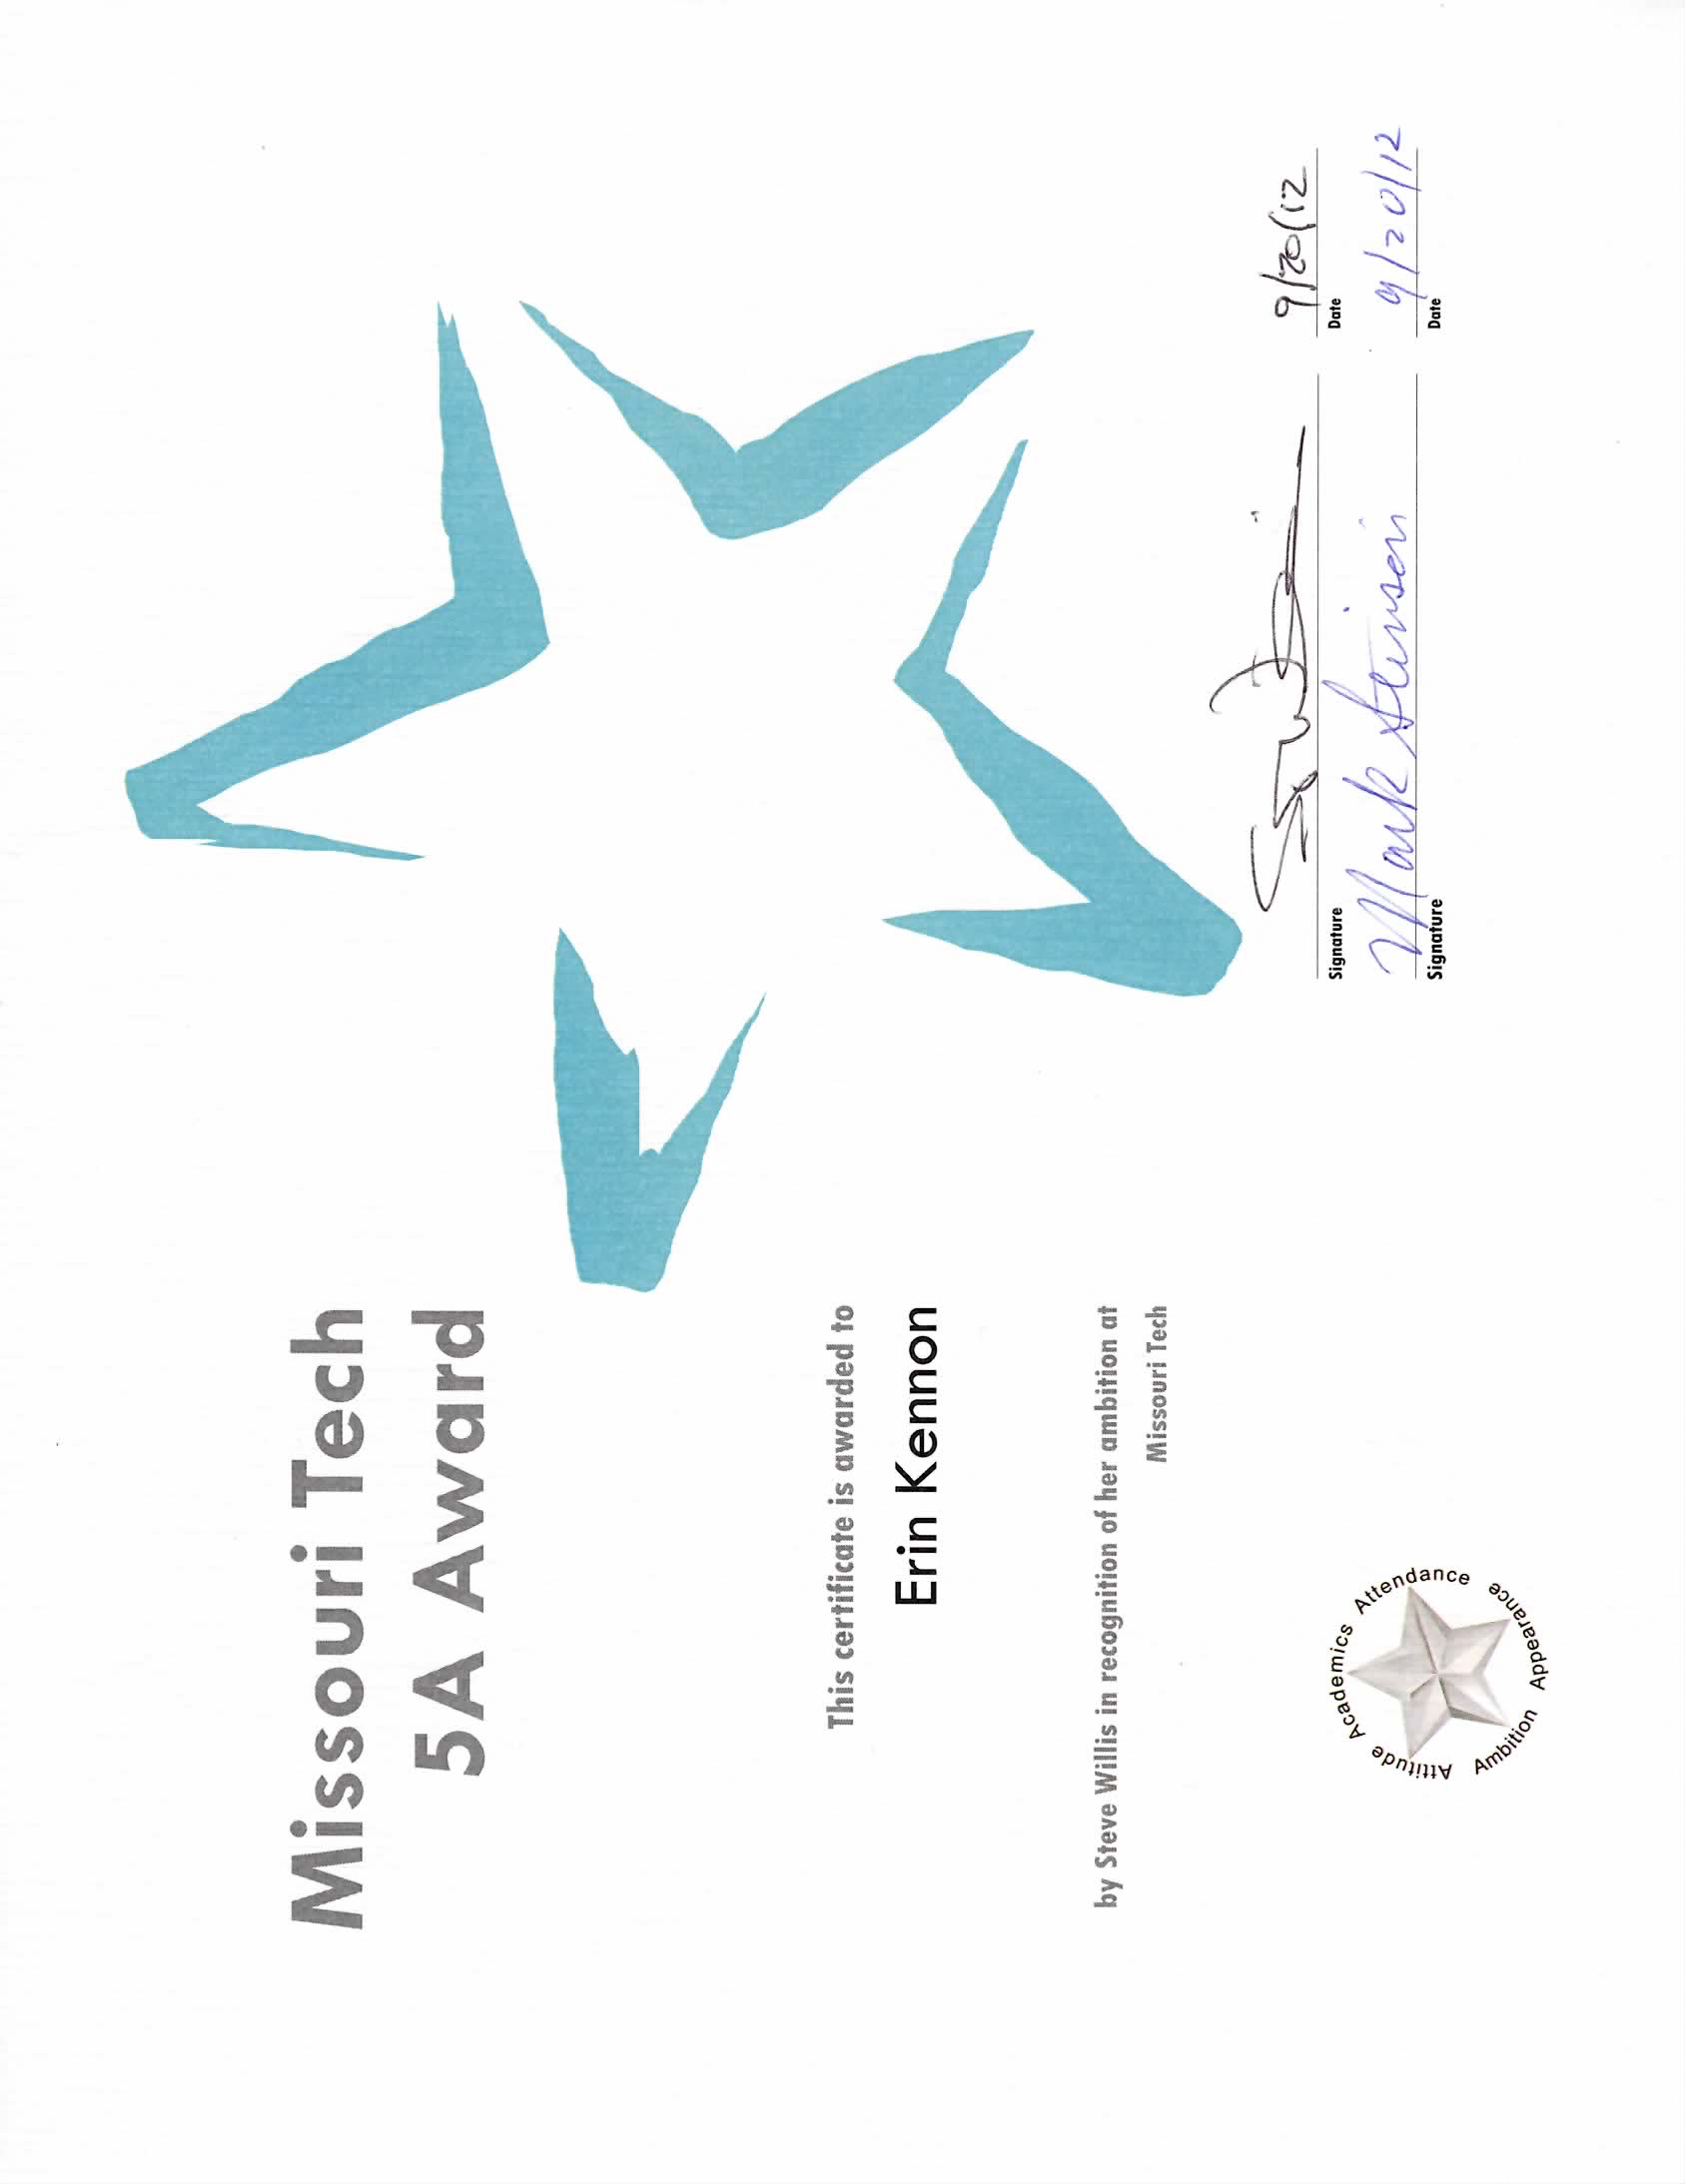 Missouri Tech
5A Award
This certificate is awarded to
Erin Kennon
by Steve Willis in recognition of her ambition at
Missouri Tech
Attitude Academics Attendance Appearance Ambition
9/20/12
Signature Date
Mark Stinson 9/20/12
Signature Date